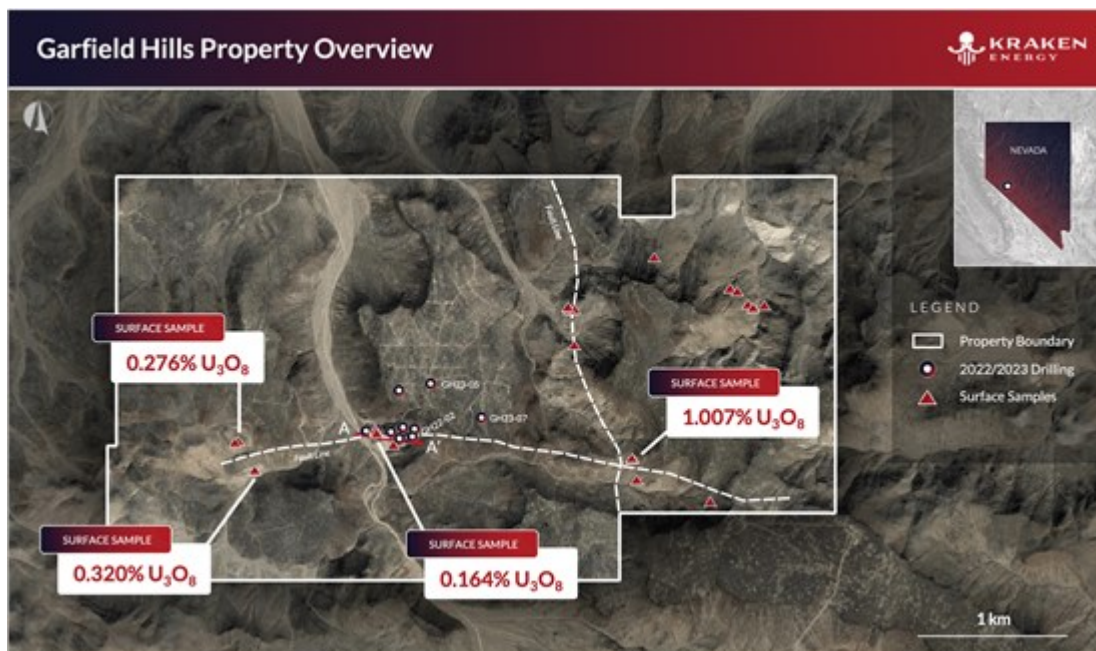 Garfield Hills Property Overview
KRAKEN
ENERGY
NEVADA
Fault Line
LEGEND
Property Boundary
2022/2023 Drilling
Surface Samples
SURFACE SAMPLE
0.276% U₃O₈
SURFACE SAMPLE
1.007% U₃O₈
GH23-07
GH22-02
A
A'
Fault Line
SURFACE SAMPLE
0.320% U₃O₈
SURFACE SAMPLE
0.164% U₃O₈
1 km